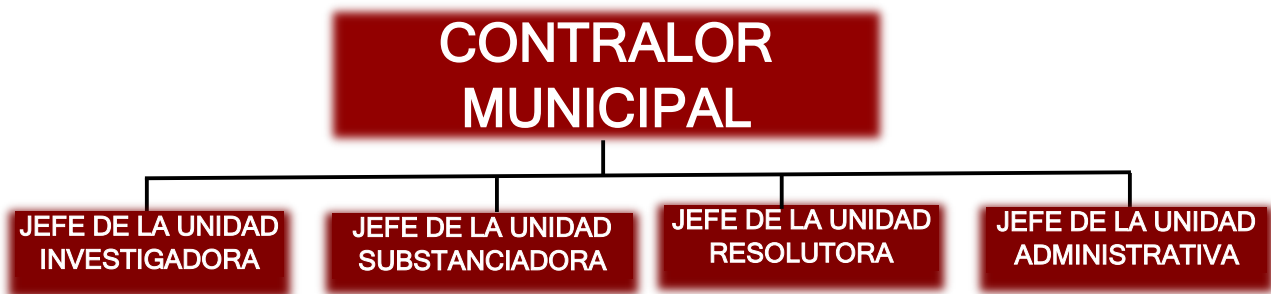 CONTRALOR
MUNICIPAL
JEFE DE LA UNIDAD
INVESTIGADORA
JEFE DE LA UNIDAD
SUBSTANCIADORA
JEFE DE LA UNIDAD
RESOLUTORA
JEFE DE LA UNIDAD
ADMINISTRATIVA